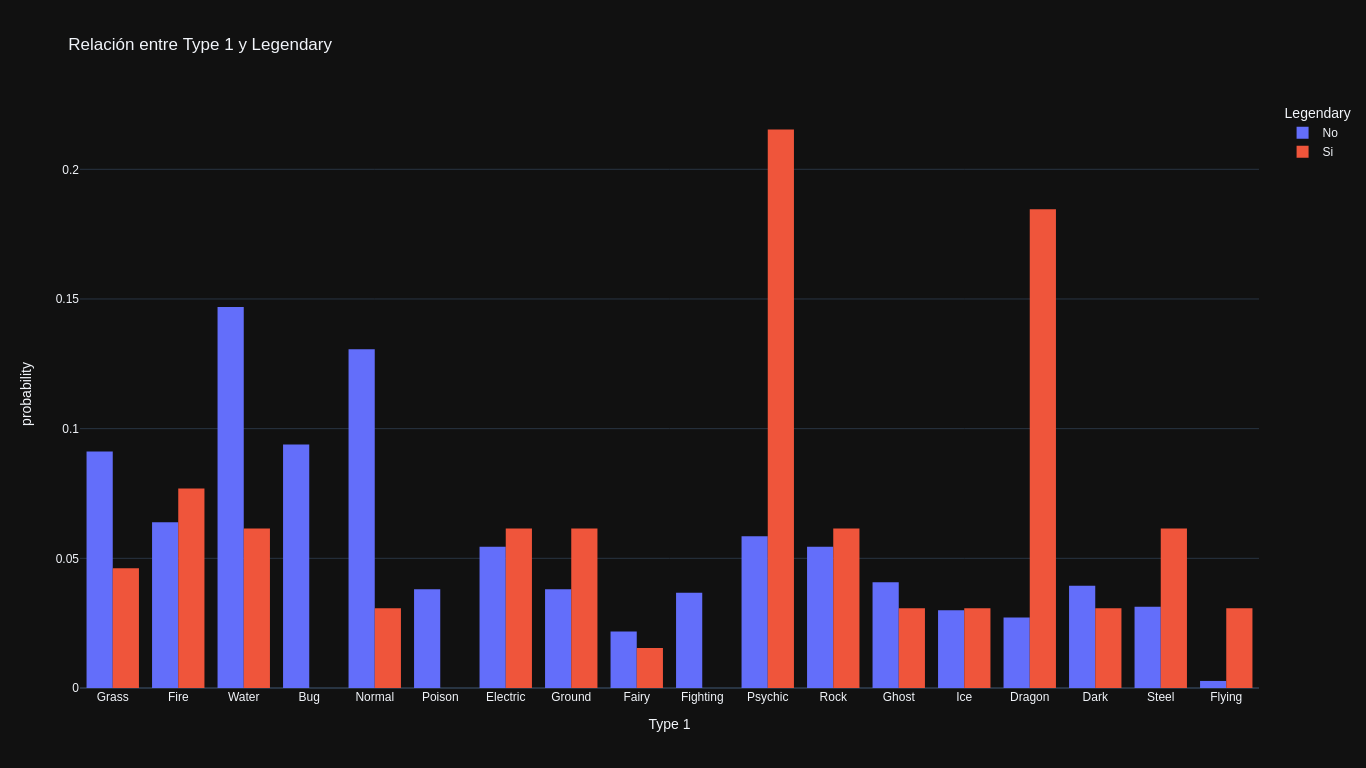 Relación entre Type 1 y Legendary
Legendary
No
Si
0.2
0.15
0.1
0.05
0
probability
Grass Fire Water Bug Normal Poison Electric Ground Fairy Fighting Psychic Rock Ghost Ice Dragon Dark Steel Flying
Type 1